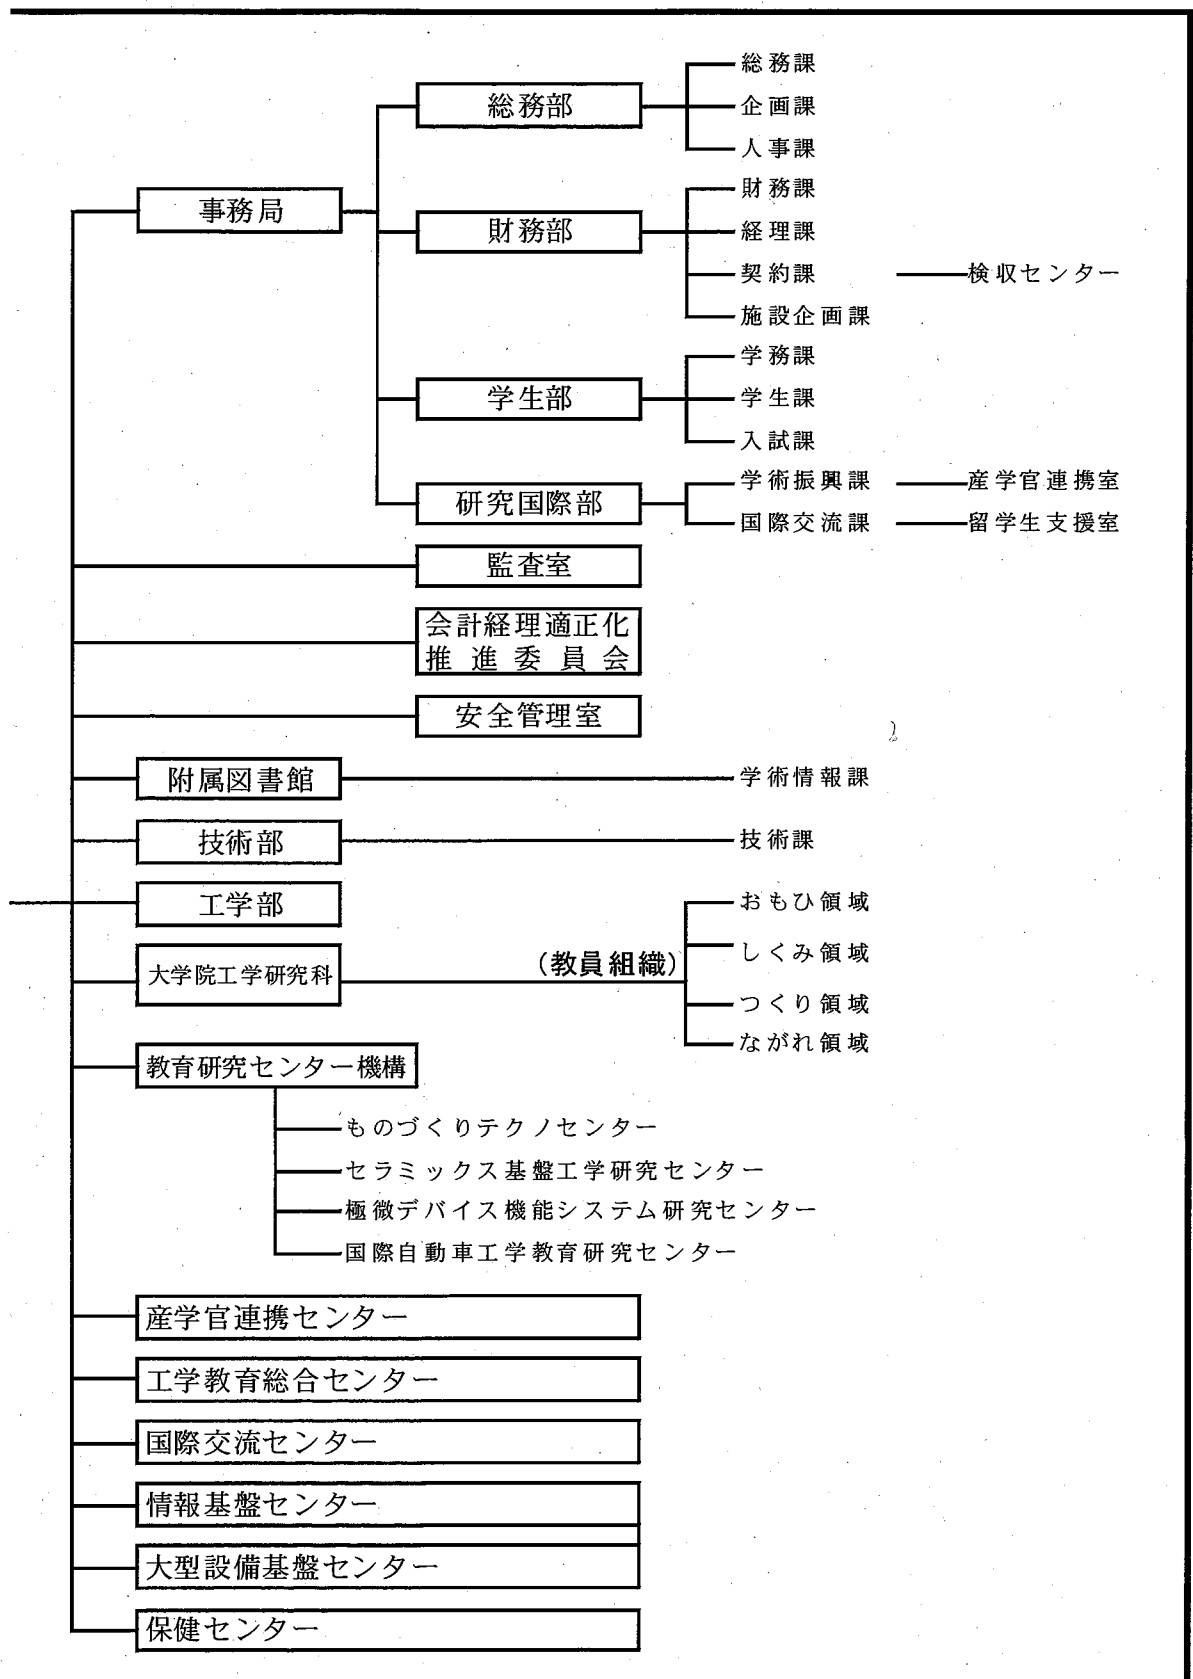 総務課
総務部
企画課
人事課
財務課
事務局
財務部
経理課
契約課 検収センター
施設企画課
学務課
学生部
学生課
入試課
学術振興課 産学官連携室
研究国際部
国際交流課 留学生支援室
監査室
会計経理適正化
推進委員会
安全管理室
附属図書館 学術情報課
技術部 技術課
工学部
おもひ領域
しくみ領域
大学院工学研究科 (教員組織)
つくり領域
ながれ領域
教育研究センター機構
ものづくりテクノセンター
セラミックス基盤工学研究センター
極微デバイス機能システム研究センター
国際自動車工学教育研究センター
産学官連携センター
工学教育総合センター
国際交流センター
情報基盤センター
大型設備基盤センター
保健センター